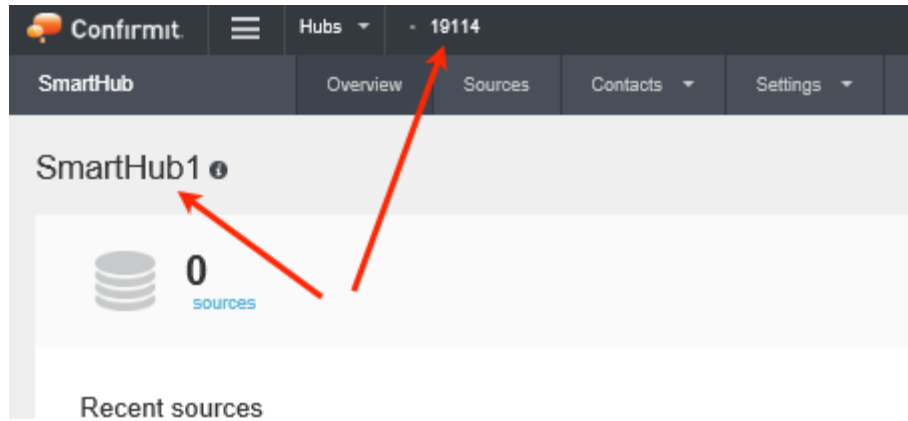 Confirmit. Hubs - 19114
SmartHub Overview Sources Contacts Settings
SmartHub1
0
sources
Recent sources